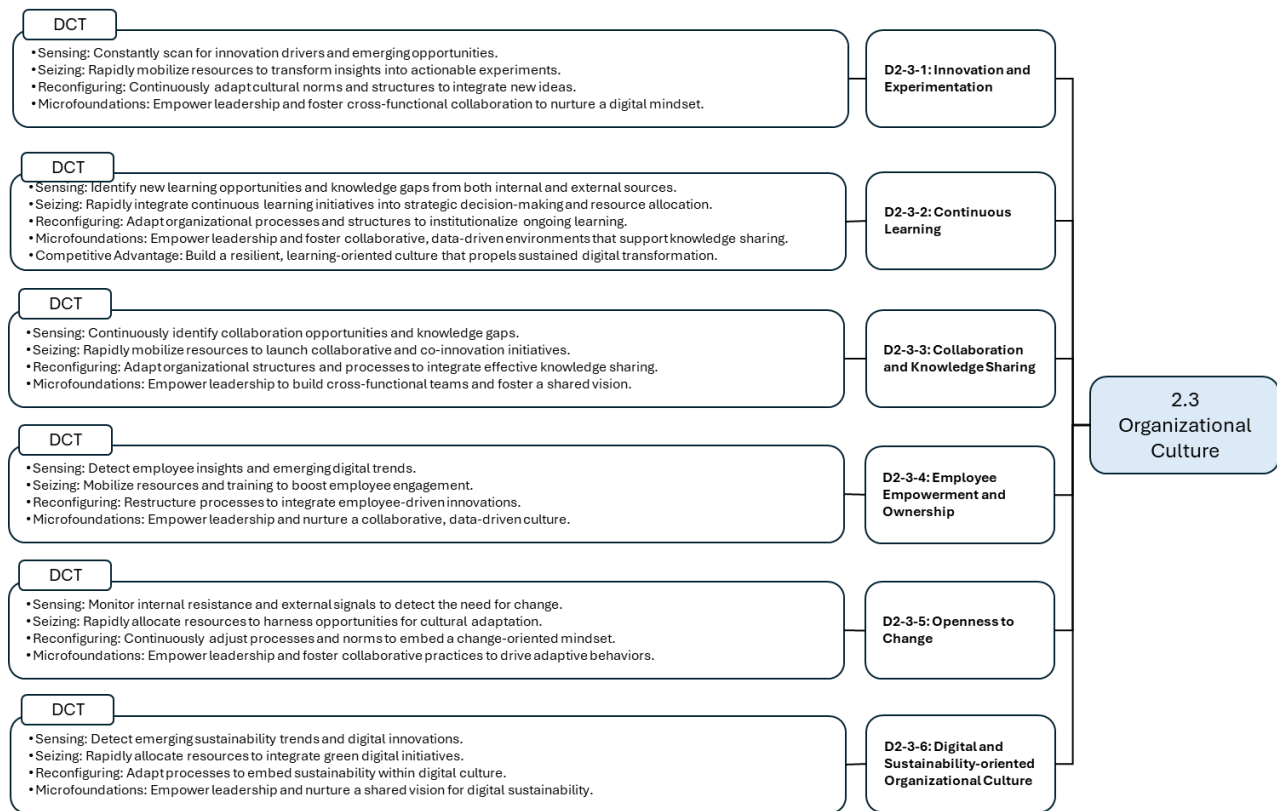 DCT
•Sensing: Constantly scan for innovation drivers and emerging opportunities.
•Seizing: Rapidly mobilize resources to transform insights into actionable experiments.
•Reconfiguring: Continuously adapt cultural norms and structures to integrate new ideas.
•Microfoundations: Empower leadership and foster cross-functional collaboration to nurture a digital mindset.
D2-3-1: Innovation and
Experimentation
DCT
•Sensing: Identify new learning opportunities and knowledge gaps from both internal and external sources.
•Seizing: Rapidly integrate continuous learning initiatives into strategic decision-making and resource allocation.
•Reconfiguring: Adapt organizational processes and structures to institutionalize ongoing learning.
•Microfoundations: Empower leadership and foster collaborative, data-driven environments that support knowledge sharing.
•Competitive Advantage: Build a resilient, learning-oriented culture that propels sustained digital transformation.
D2-3-2: Continuous
Learning
DCT
•Sensing: Continuously identify collaboration opportunities and knowledge gaps.
•Seizing: Rapidly mobilize resources to launch collaborative and co-innovation initiatives.
•Reconfiguring: Adapt organizational structures and processes to integrate effective knowledge sharing.
•Microfoundations: Empower leadership to build cross-functional teams and foster a shared vision.
D2-3-3: Collaboration
and Knowledge Sharing
DCT
•Sensing: Detect employee insights and emerging digital trends.
•Seizing: Mobilize resources and training to boost employee engagement.
•Reconfiguring: Restructure processes to integrate employee-driven innovations.
•Microfoundations: Empower leadership and nurture a collaborative, data-driven culture.
D2-3-4: Employee
Empowerment and
Ownership
DCT
•Sensing: Monitor internal resistance and external signals to detect the need for change.
•Seizing: Rapidly allocate resources to harness opportunities for cultural adaptation.
•Reconfiguring: Continuously adjust processes and norms to embed a change-oriented mindset.
•Microfoundations: Empower leadership and foster collaborative practices to drive adaptive behaviors.
D2-3-5: Openness to
Change
DCT
•Sensing: Detect emerging sustainability trends and digital innovations.
•Seizing: Rapidly allocate resources to integrate green digital initiatives.
•Reconfiguring: Adapt processes to embed sustainability within digital culture.
•Microfoundations: Empower leadership and nurture a shared vision for digital sustainability.
D2-3-6: Digital and
Sustainability-oriented
Organizational Culture
2.3
Organizational
Culture